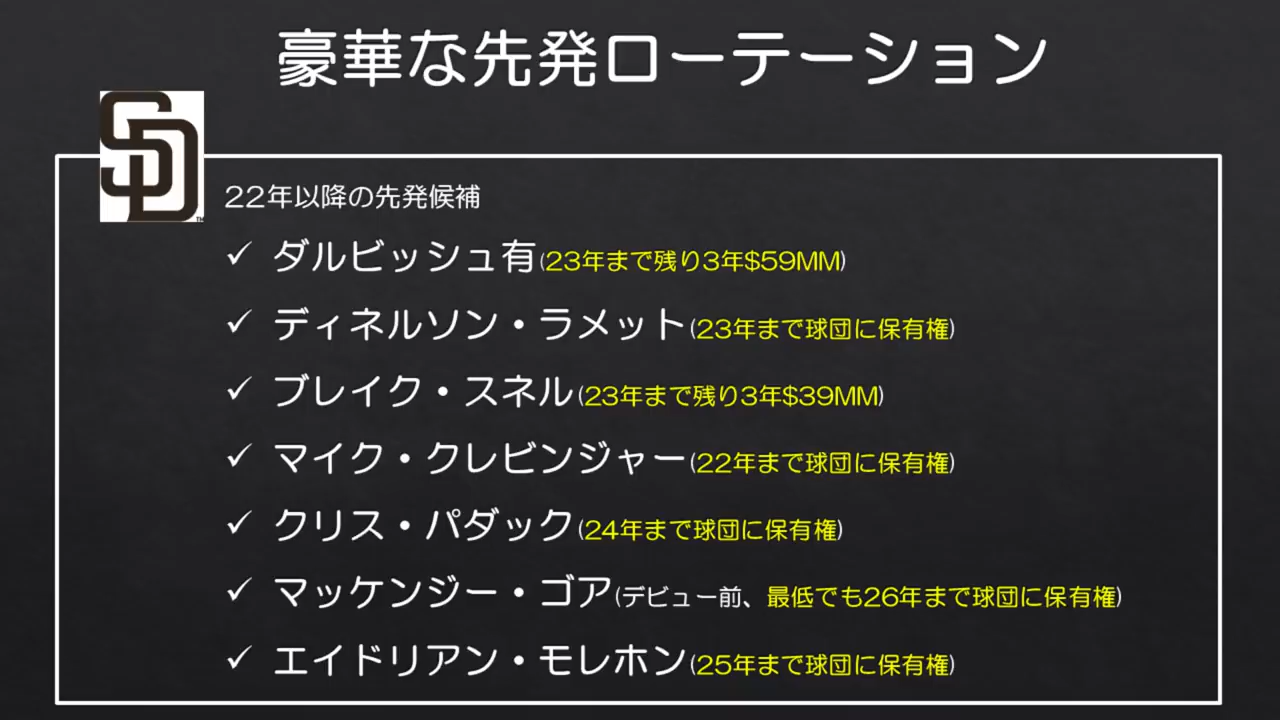 豪華な先発ローテーション
SD
TM
22年以降の先発候補
✓ ダルビッシュ有(23年まで残り3年$59MM)
✓ ディネルソン・ラメット(23年まで球団に保有権)
✓ ブレイク・スネル(23年まで残り3年$39MM)
✓ マイク・クレビンジャー(22年まで球団に保有権)
✓ クリス・パダック(24年まで球団に保有権)
✓ マッケンジー・ゴア(デビュー前、最低でも26年まで球団に保有権)
✓ エイドリアン・モレホン(25年まで球団に保有権)